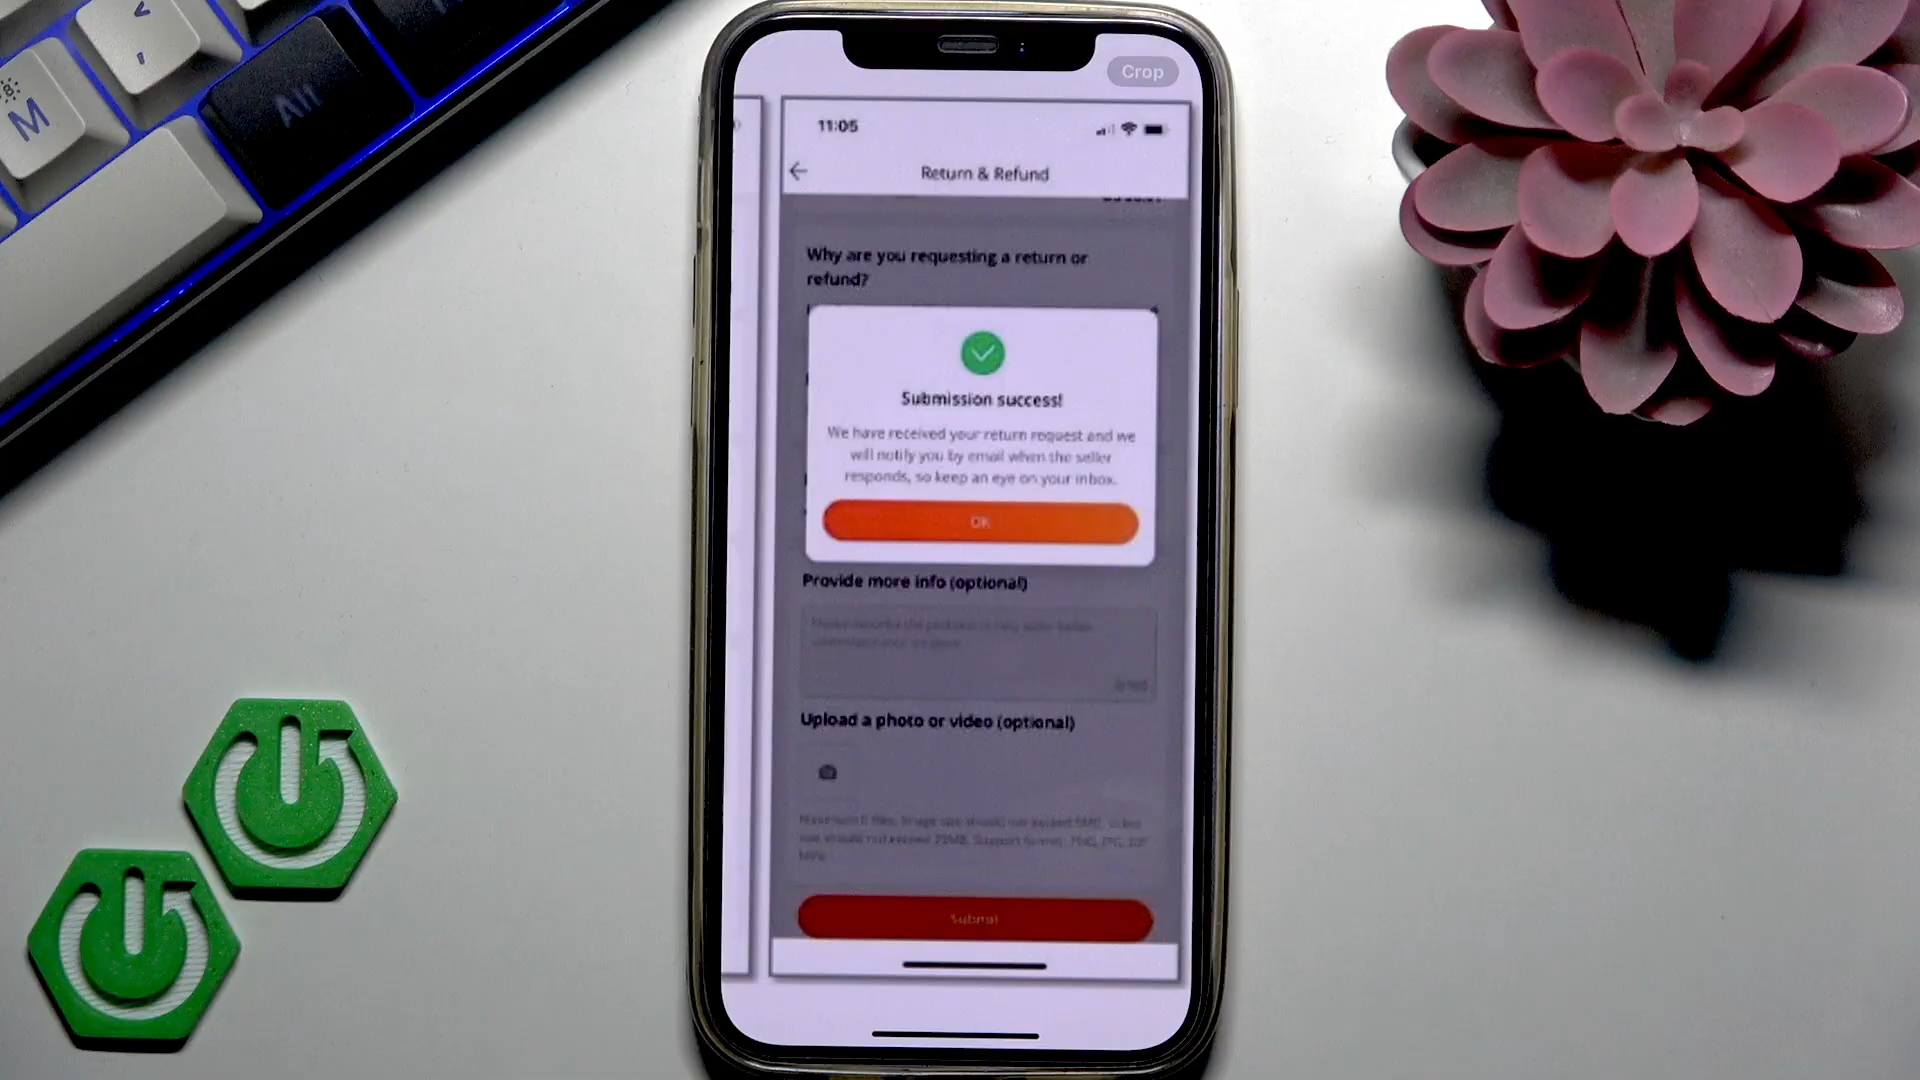 M
Alt
Crop
11:05
Return & Refund
Why are you requesting a return or
refund?
Submission success!
We have received your return request and we
will notify you by email when the seller
responds, so keep an eye on your inbox.
OK
Provide more info (optional)
Upload a photo or video (optional)
Submit